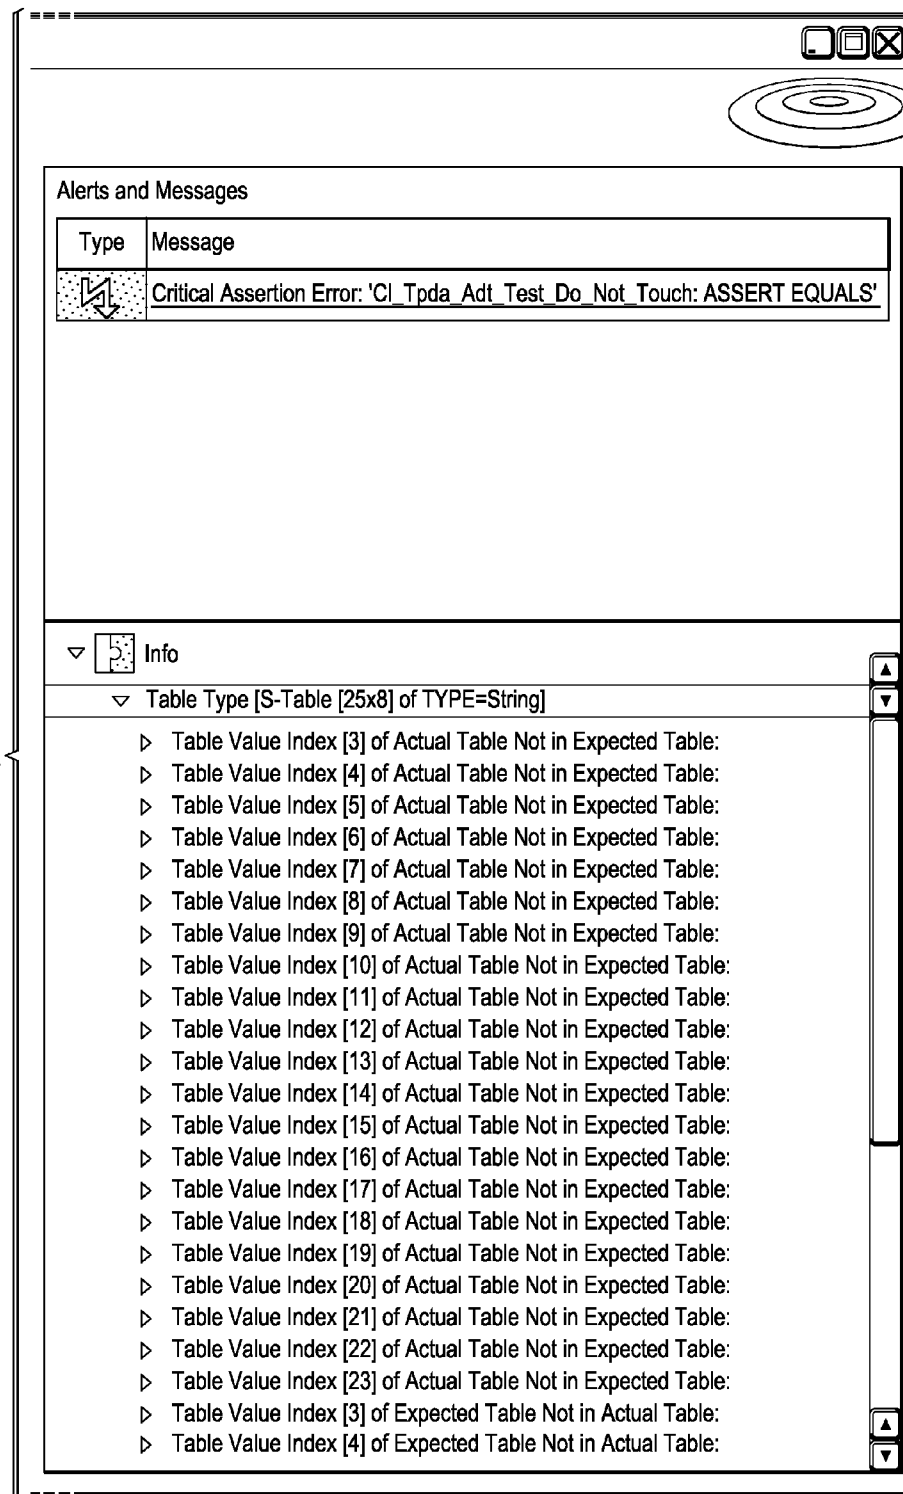 Alerts and Messages
Type Message
Critical Assertion Error: 'Cl_Tpda_Adt_Test_Do_Not_Touch: ASSERT EQUALS'
Info
Table Type [S-Table [25x8] of TYPE=String]
Table Value Index [3] of Actual Table Not in Expected Table:
Table Value Index [4] of Actual Table Not in Expected Table:
Table Value Index [5] of Actual Table Not in Expected Table:
Table Value Index [6] of Actual Table Not in Expected Table:
Table Value Index [7] of Actual Table Not in Expected Table:
Table Value Index [8] of Actual Table Not in Expected Table:
Table Value Index [9] of Actual Table Not in Expected Table:
Table Value Index [10] of Actual Table Not in Expected Table:
Table Value Index [11] of Actual Table Not in Expected Table:
Table Value Index [12] of Actual Table Not in Expected Table:
Table Value Index [13] of Actual Table Not in Expected Table:
Table Value Index [14] of Actual Table Not in Expected Table:
Table Value Index [15] of Actual Table Not in Expected Table:
Table Value Index [16] of Actual Table Not in Expected Table:
Table Value Index [17] of Actual Table Not in Expected Table:
Table Value Index [18] of Actual Table Not in Expected Table:
Table Value Index [19] of Actual Table Not in Expected Table:
Table Value Index [20] of Actual Table Not in Expected Table:
Table Value Index [21] of Actual Table Not in Expected Table:
Table Value Index [22] of Actual Table Not in Expected Table:
Table Value Index [23] of Actual Table Not in Expected Table:
Table Value Index [3] of Expected Table Not in Actual Table:
Table Value Index [4] of Expected Table Not in Actual Table: